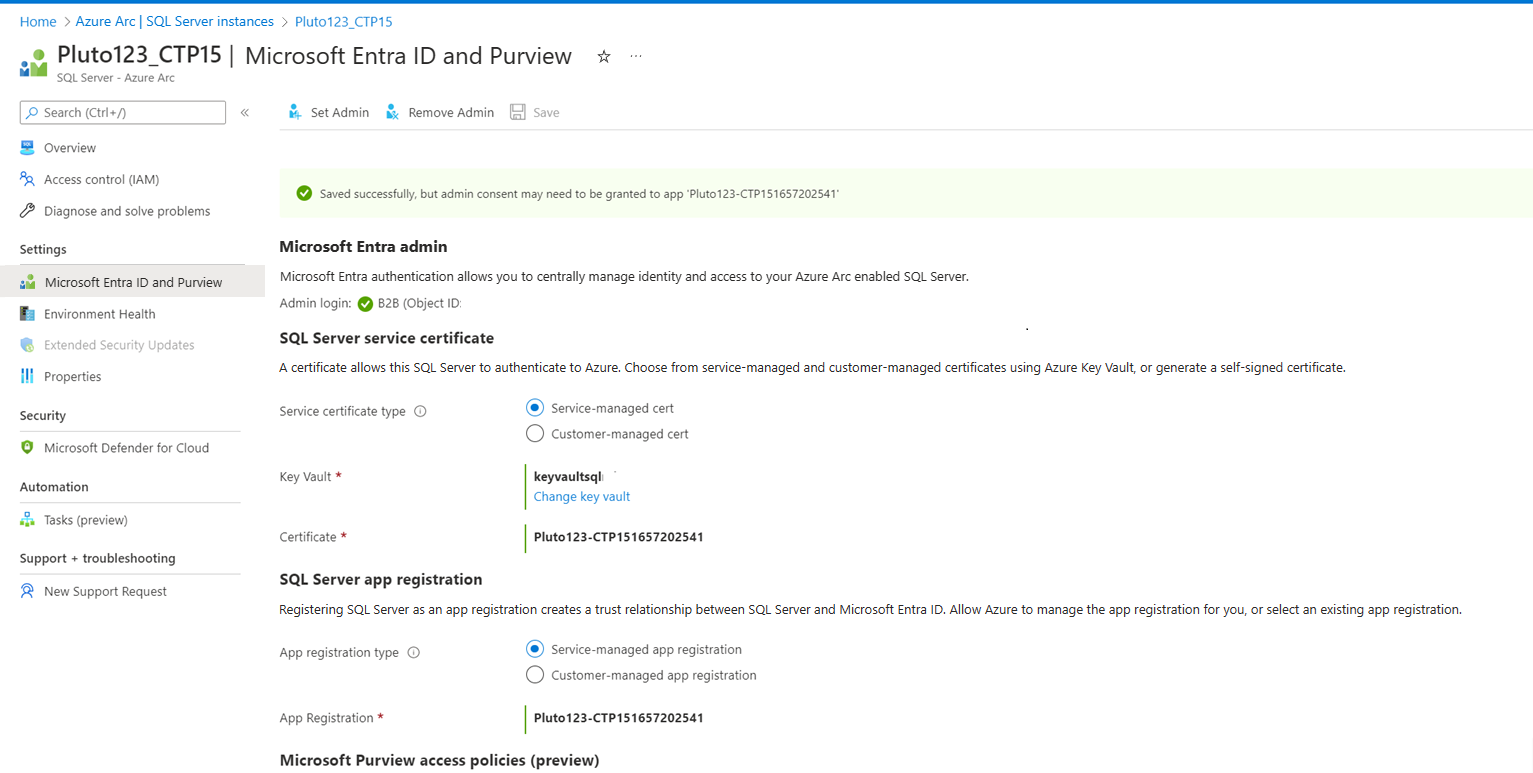 Home > Azure Arc | SQL Server instances > Pluto123_CTP15
Pluto123_CTP15 | Microsoft Entra ID and Purview ☆ ...
SQL Server - Azure Arc
Search (Ctrl+/) «
Overview
Access control (IAM)
Diagnose and solve problems
Settings
Microsoft Entra ID and Purview
Environment Health
Extended Security Updates
Properties
Security
Microsoft Defender for Cloud
Automation
Tasks (preview)
Support + troubleshooting
New Support Request
Set Admin Remove Admin Save
Saved successfully, but admin consent may need to be granted to app 'Pluto123-CTP151657202541'
Microsoft Entra admin
Microsoft Entra authentication allows you to centrally manage identity and access to your Azure Arc enabled SQL Server.
Admin login: B2B (Object ID:
SQL Server service certificate
A certificate allows this SQL Server to authenticate to Azure. Choose from service-managed and customer-managed certificates using Azure Key Vault, or generate a self-signed certificate.
Service certificate type
Service-managed cert
Customer-managed cert
Key Vault *
keyvaultsql
Change key vault
Certificate *
Pluto123-CTP151657202541
SQL Server app registration
Registering SQL Server as an app registration creates a trust relationship between SQL Server and Microsoft Entra ID. Allow Azure to manage the app registration for you, or select an existing app registration.
App registration type
Service-managed app registration
Customer-managed app registration
App Registration *
Pluto123-CTP151657202541
Microsoft Purview access policies (preview)